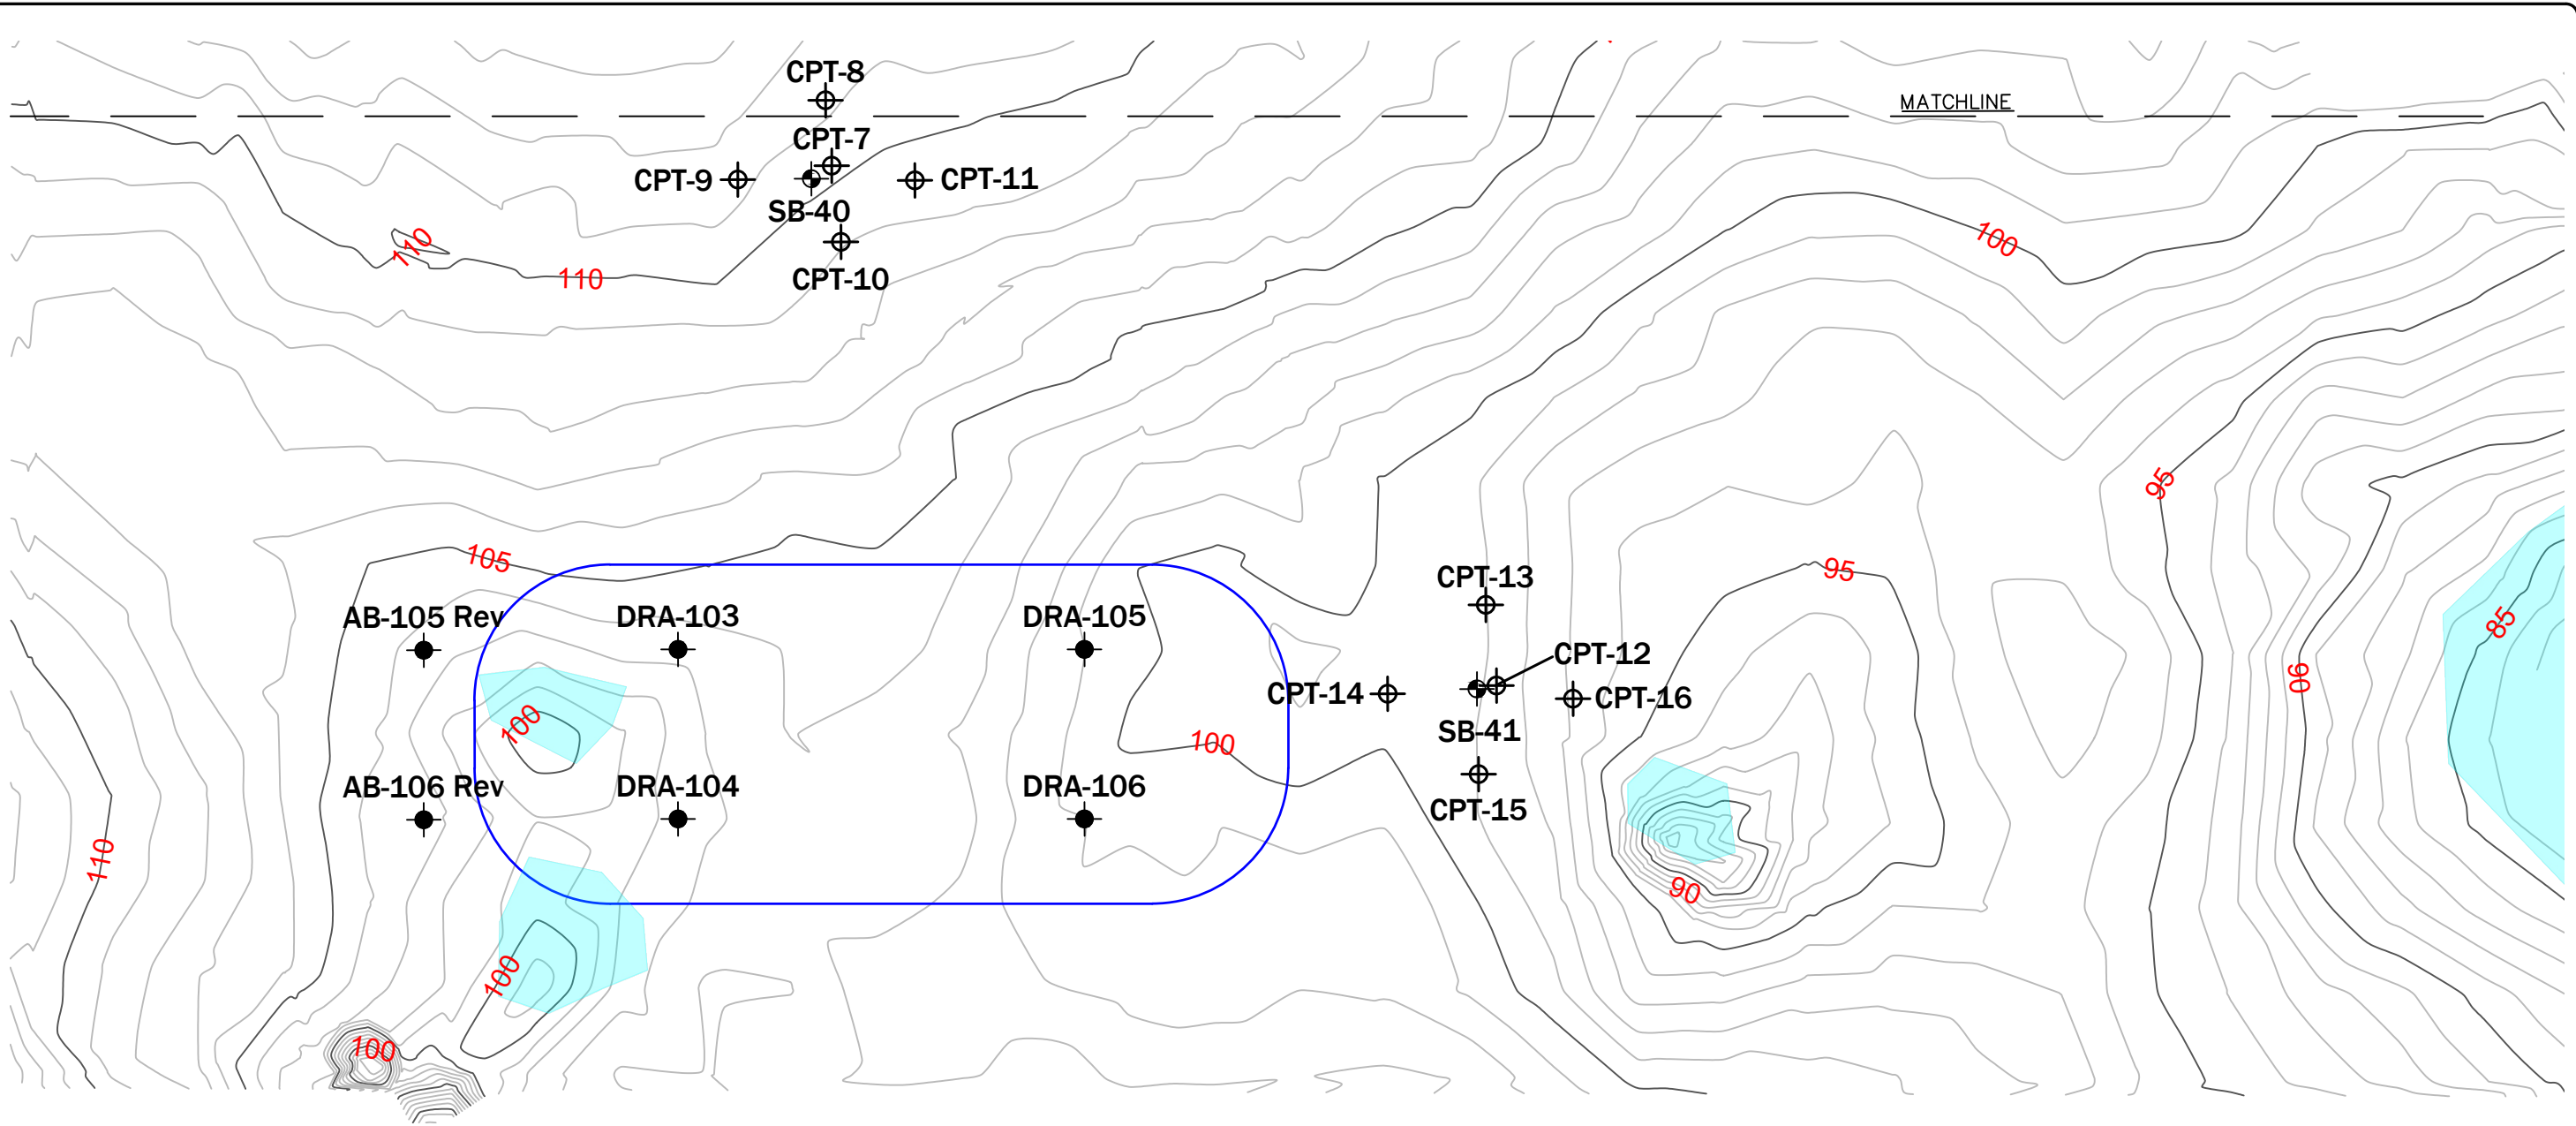 CPT-8
MATCHLINE
CPT-7
CPT-9
CPT-11
SB-40
110
100
110
CPT-10
95
105
95
CPT-13
AB-105 Rev
DRA-103
DRA-105
85
CPT-12
90
CPT-14
CPT-16
100
SB-41
100
AB-106 Rev
DRA-104
DRA-106
CPT-15
110
90
100
100